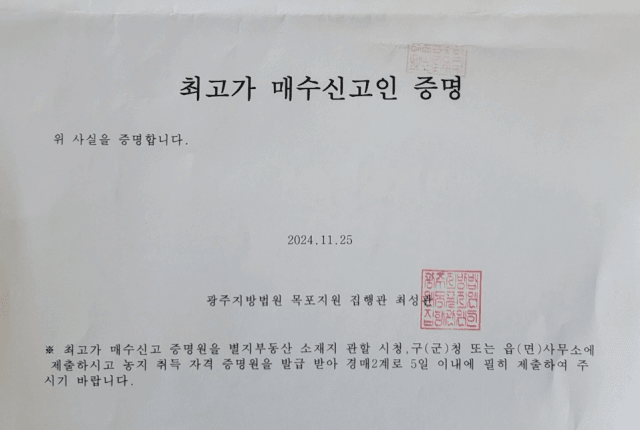 최고가 매수신고인 증명
위 사실을 증명합니다.
2024.11.25
광주지방법원 목포지원 집행관 최성관
※ 최고가 매수신고 증명원을 별지부동산 소재지 관할 시청,구(군)청 또는 읍(면)사무소에
제출하시고 농지 취득 자격 증명원을 발급 받아 경매2계로 5일 이내에 필히 제출하여 주
시기 바랍니다.